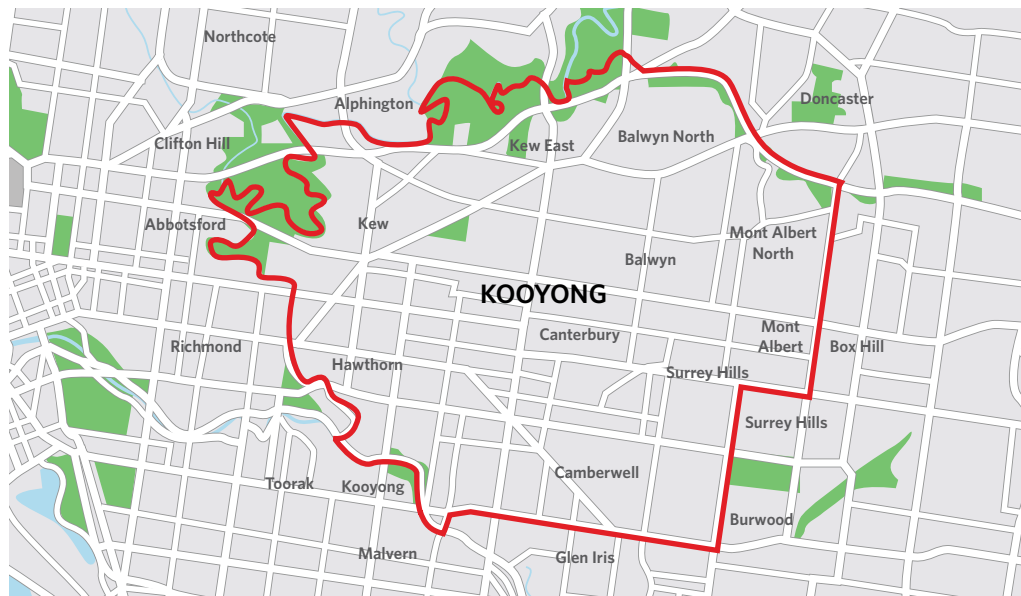 Northcote
Alphington
Doncaster
Clifton Hill
Kew East
Balwyn North
Abbotsford
Kew
Mont Albert
North
Balwyn
KOOYONG
Canterbury
Mont
Albert
Box Hill
Richmond
Hawthorn
Surrey Hills
Surrey Hills
Camberwell
Toorak
Kooyong
Burwood
Malvern
Glen Iris